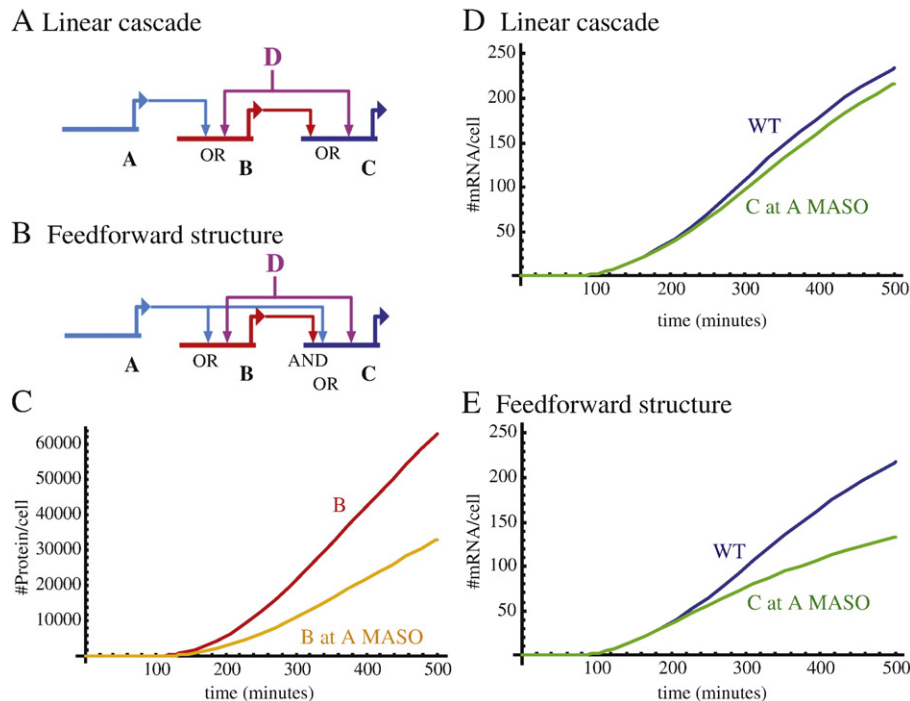 A Linear cascade
D
A
OR
B
OR
C
B Feedforward structure
D
A
OR
B
AND
OR
C
C
60000
50000
40000
30000
20000
10000
#Protein/cell
B
B at A MASO
100
200
300
400
500
time (minutes)
D Linear cascade
250
200
150
100
50
#mRNA/cell
WT
C at A MASO
100
200
300
400
500
time (minutes)
E Feedforward structure
250
200
150
100
50
#mRNA/cell
WT
C at A MASO
100
200
300
400
500
time (minutes)